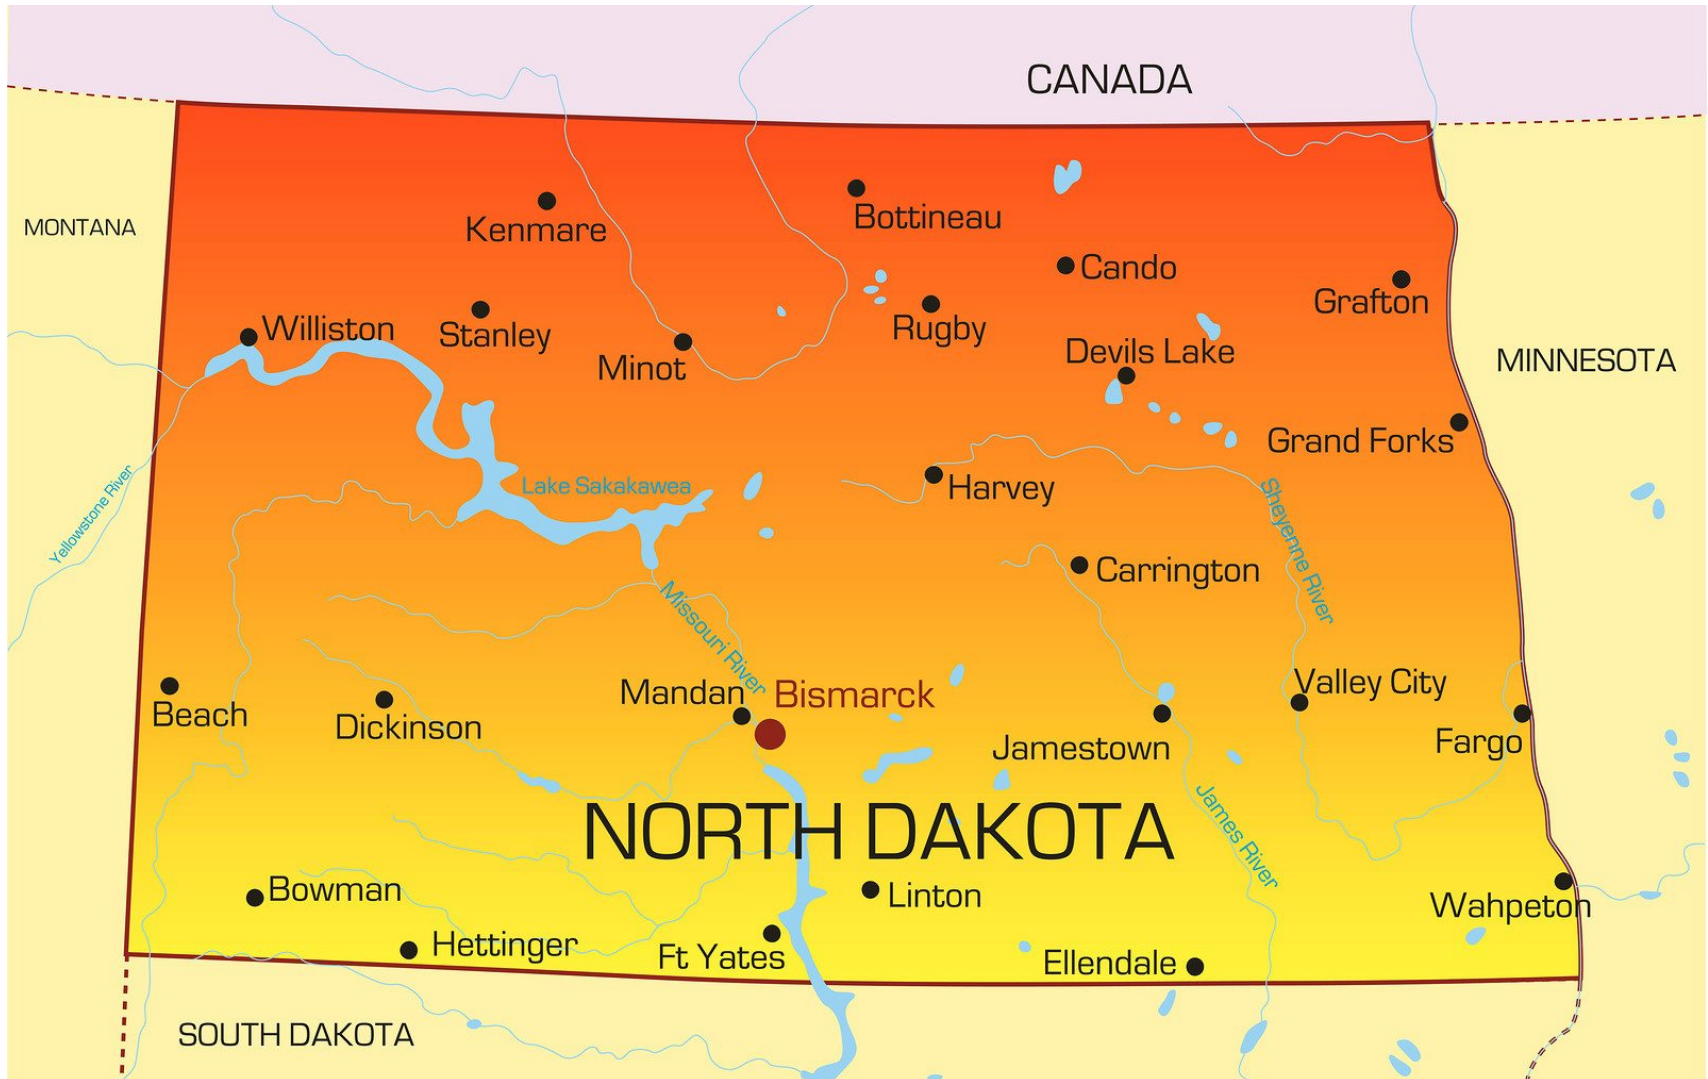 CANADA
MONTANA
Kenmare
Bottineau
Cando
Grafton
Williston
Stanley
Minot
Rugby
Devils Lake
MINNESOTA
Grand Forks
Yellowstone River
Lake Sakakawea
Harvey
Sheyenne River
Carrington
Missouri River
Beach
Dickinson
Mandan
Bismarck
Jamestown
Valley City
Fargo
NORTH DAKOTA
James River
Bowman
Linton
Wahpeton
Hettinger
Ft Yates
Ellendale
SOUTH DAKOTA